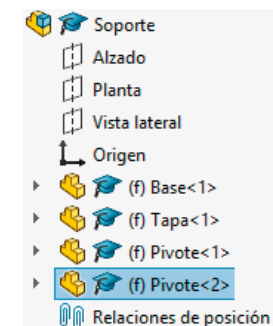 Soporte
Alzado
Planta
Vista lateral
Origen
(f) Base<1>
(f) Tapa<1>
(f) Pivote<1>
(f) Pivote<2>
Relaciones de posición